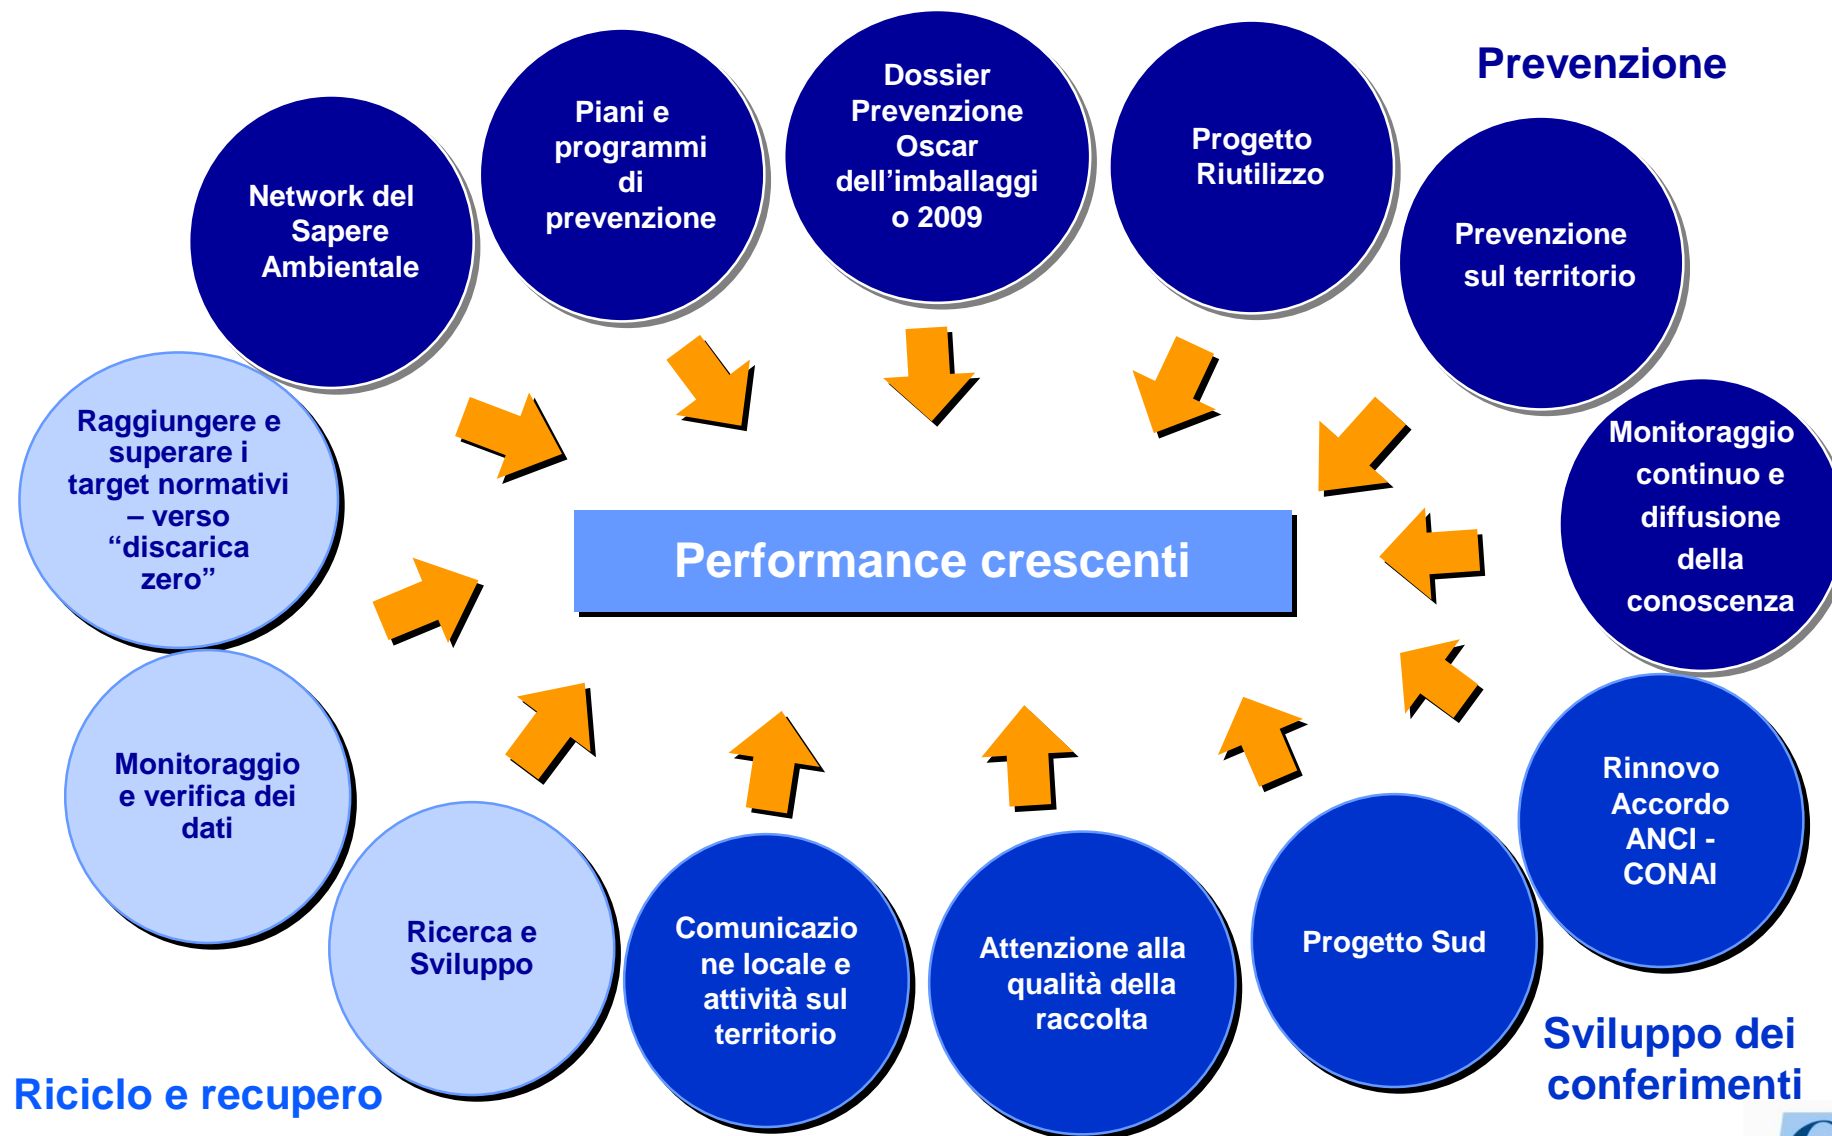 Prevenzione
Dossier
Prevenzione
Oscar
dell’imballaggi
o 2009
Piani e
programmi
di
prevenzione
Progetto
Riutilizzo
Network del
Sapere
Ambientale
Prevenzione
sul territorio
Raggiungere e
superare i
target normativi
– verso
“discarica
zero”
Monitoraggio
continuo e
diffusione
della
conoscenza
Performance crescenti
Monitoraggio
e verifica dei
dati
Rinnovo
Accordo
ANCI -
CONAI
Ricerca e
Sviluppo
Comunicazio
ne locale e
attività sul
territorio
Attenzione alla
qualità della
raccolta
Progetto Sud
Sviluppo dei
conferimenti
Riciclo e recupero